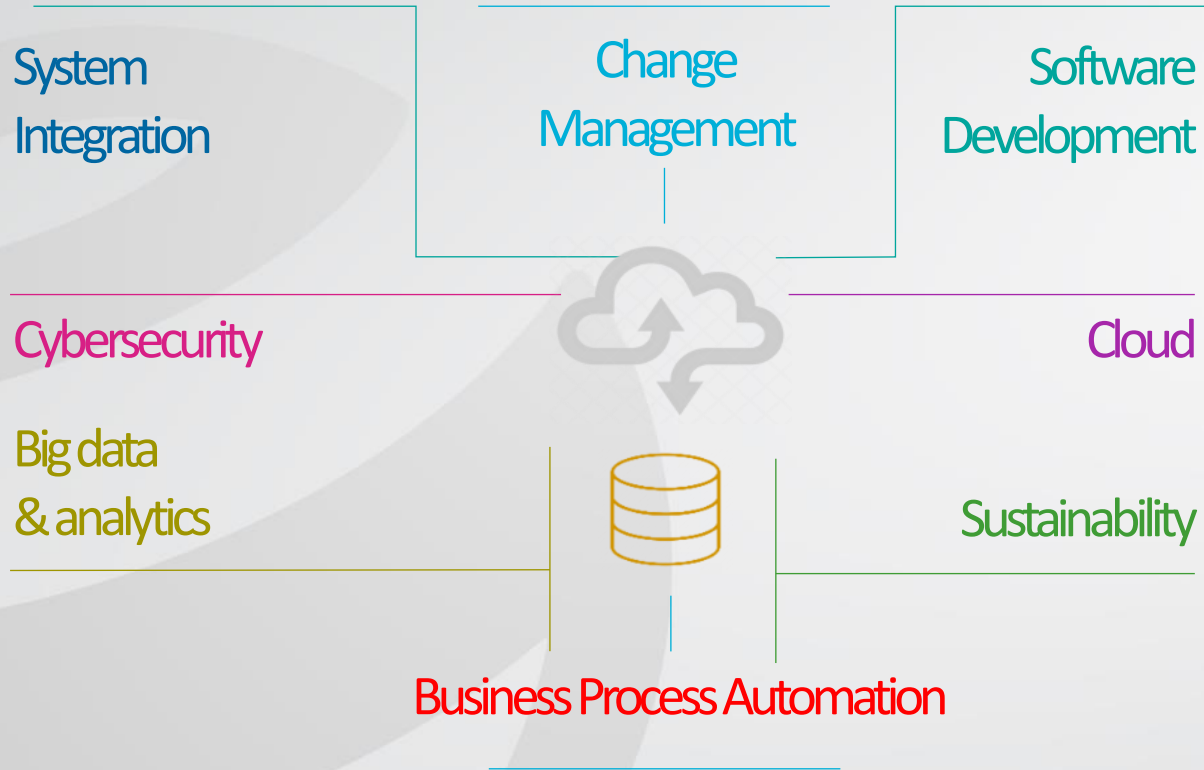 System
Integration
Change
Management
Software
Development
Cybersecurity
Cloud
Big data
& analytics
Sustainability
Business Process Automation